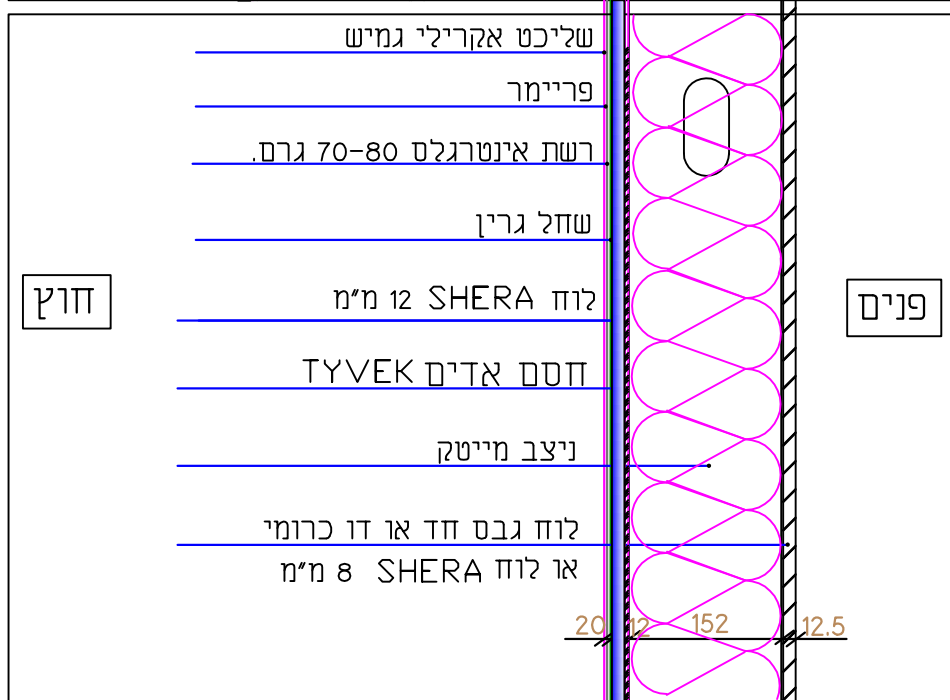 שליכט אקרילי גמיש
פריימר
רשת אינטרגלס 70-80 גרם.
שחל גרין
חוץ
פנים
לוח SHERA 12 מ"מ
חסם אדים TYVEK
ניצב מייטק
לוח גבס חד או דו כרומי
או לוח SHERA 8 מ"מ
20 12 152 12.5